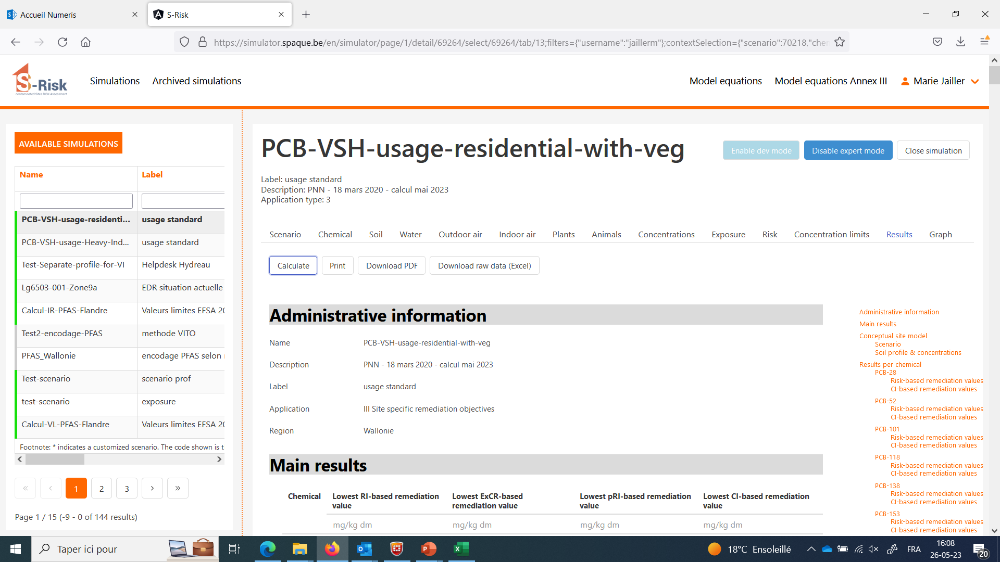 Accueil Numeris
S-Risk
https://simulator.spaque.be/en/simulator/page/1/detail/69264/select/69264/tab/13;filters={"username":"jaillerm"};contextSelection={"scenario":70218,"chem
S-Risk
contaminated Sites RISK Assessment
Simulations
Archived simulations
Model equations
Model equations Annex III
Marie Jailler
AVAILABLE SIMULATIONS
Name
Label
PCB-VSH-usage-residenti...
usage standard
PCB-VSH-usage-Heavy-Ind...
usage standard
Test-Separate-profile-for-VI
Helpdesk Hydreau
Lg6503-001-Zone9a
EDR situation actuelle
Calcul-IR-PFAS-Flandre
Valeurs limites EFSA 20
Test2-encodage-PFAS
methode VITO
PFAS_Wallonie
encodage PFAS selon
Test-scenario
scenario prof
test-scenario
exposure
Calcul-VL-PFAS-Flandre
Valeurs limites EFSA 20
Footnote: * indicates a customized scenario. The code shown is t
«
‹
1
2
3
›
»
Page 1 / 15 (-9 - 0 of 144 results)
PCB-VSH-usage-residential-with-veg
Enable dev mode
Disable expert mode
Close simulation
Label: usage standard
Description: PNN - 18 mars 2020 - calcul mai 2023
Application type: 3
Scenario
Chemical
Soil
Water
Outdoor air
Indoor air
Plants
Animals
Concentrations
Exposure
Risk
Concentration limits
Results
Graph
Calculate
Print
Download PDF
Download raw data (Excel)
Administrative information
Name
PCB-VSH-usage-residential-with-veg
Description
PNN - 18 mars 2020 - calcul mai 2023
Label
usage standard
Application
III Site specific remediation objectives
Region
Wallonie
Main results
Chemical
Lowest RI-based remediation value
Lowest ExCR-based remediation value
Lowest pRI-based remediation value
Lowest CI-based remediation value
mg/kg dm
mg/kg dm
mg/kg dm
mg/kg dm
Administrative information
Main results
Conceptual site model
Scenario
Soil profile & concentrations
Results per chemical
PCB-28
Risk-based remediation values
CI-based remediation values
PCB-52
Risk-based remediation values
CI-based remediation values
PCB-101
Risk-based remediation values
CI-based remediation values
PCB-118
Risk-based remediation values
CI-based remediation values
PCB-138
Risk-based remediation values
CI-based remediation values
PCB-153
Risk-based remediation values
CI-based remediation values
Taper ici pour
18°C Ensoleillé
FRA
16:08
26-05-23
20